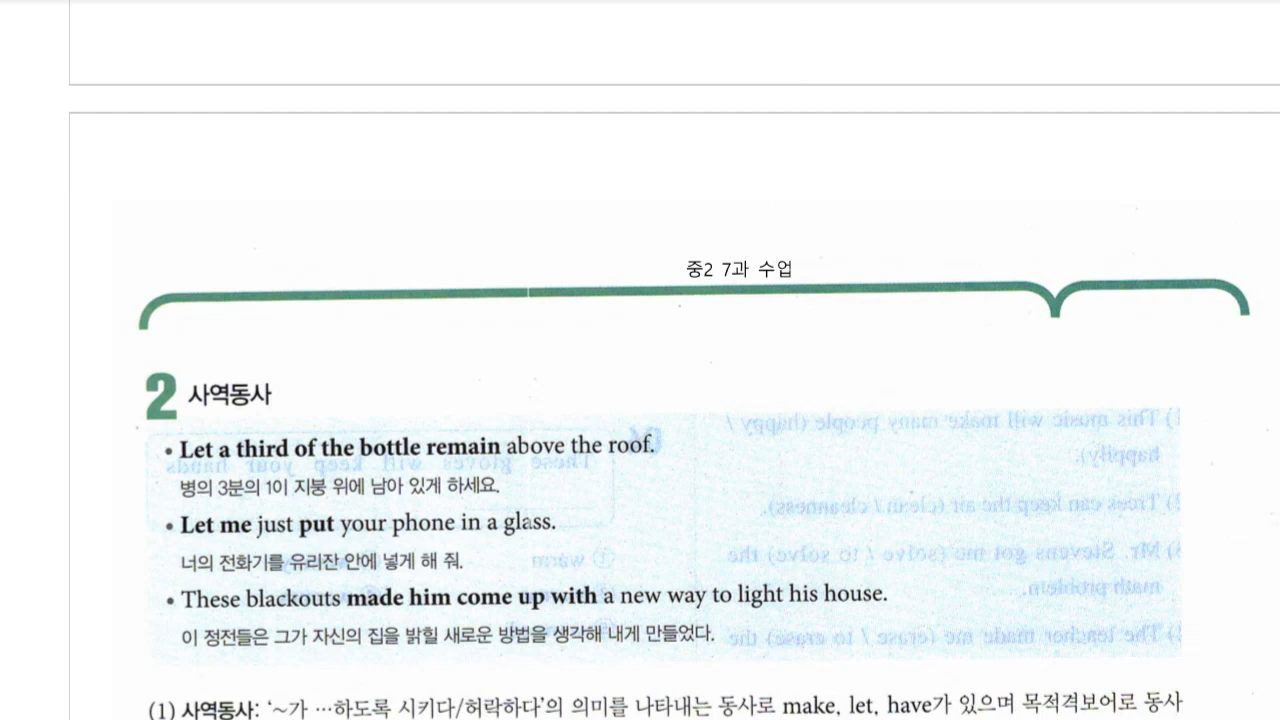 중2 7과 수업
2 사역동사
• Let a third of the bottle remain above the roof.
병의 3분의 1이 지붕 위에 남아 있게 하세요.
• Let me just put your phone in a glass.
너의 전화기를 유리잔 안에 넣게 해 줘.
• These blackouts made him come up with a new way to light his house.
이 정전들은 그가 자신의 집을 밝힐 새로운 방법을 생각해 내게 만들었다.
(1) 사역동사: ‘~가 …하도록 시키다/허락하다’의 의미를 나타내는 동사로 make, let, have가 있으며 목적격보어로 동사